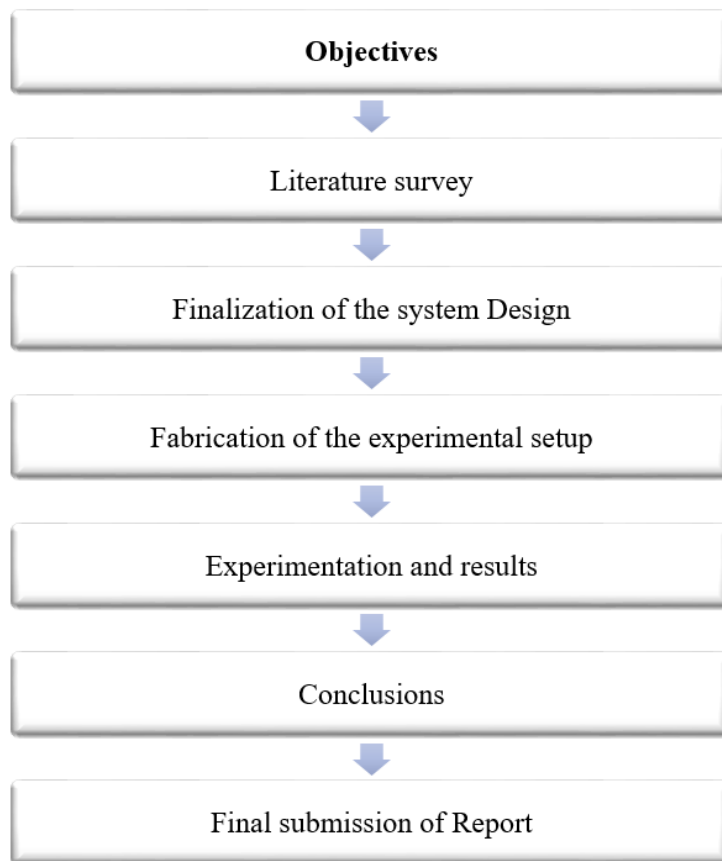 Objectives
Literature survey
Finalization of the system Design
Fabrication of the experimental setup
Experimentation and results
Conclusions
Final submission of Report